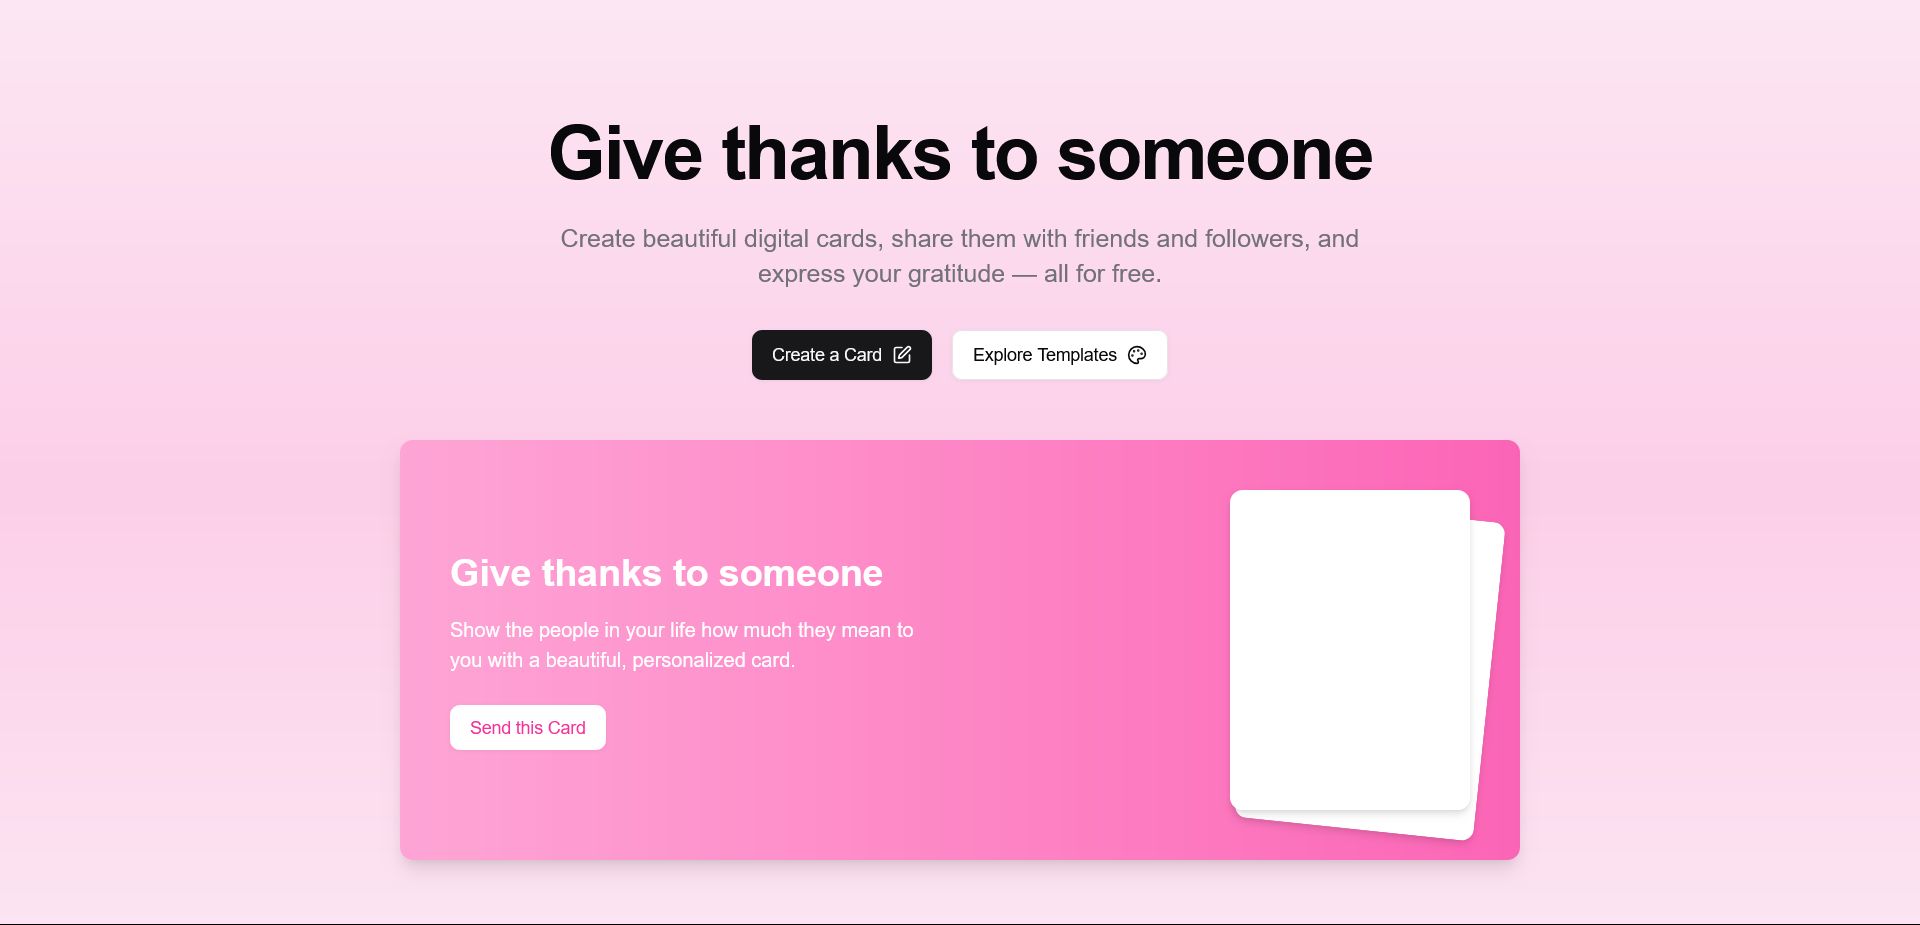 Give thanks to someone
Create beautiful digital cards, share them with friends and followers, and
express your gratitude — all for free.
Create a Card
Explore Templates
Give thanks to someone
Show the people in your life how much they mean to
you with a beautiful, personalized card.
Send this Card